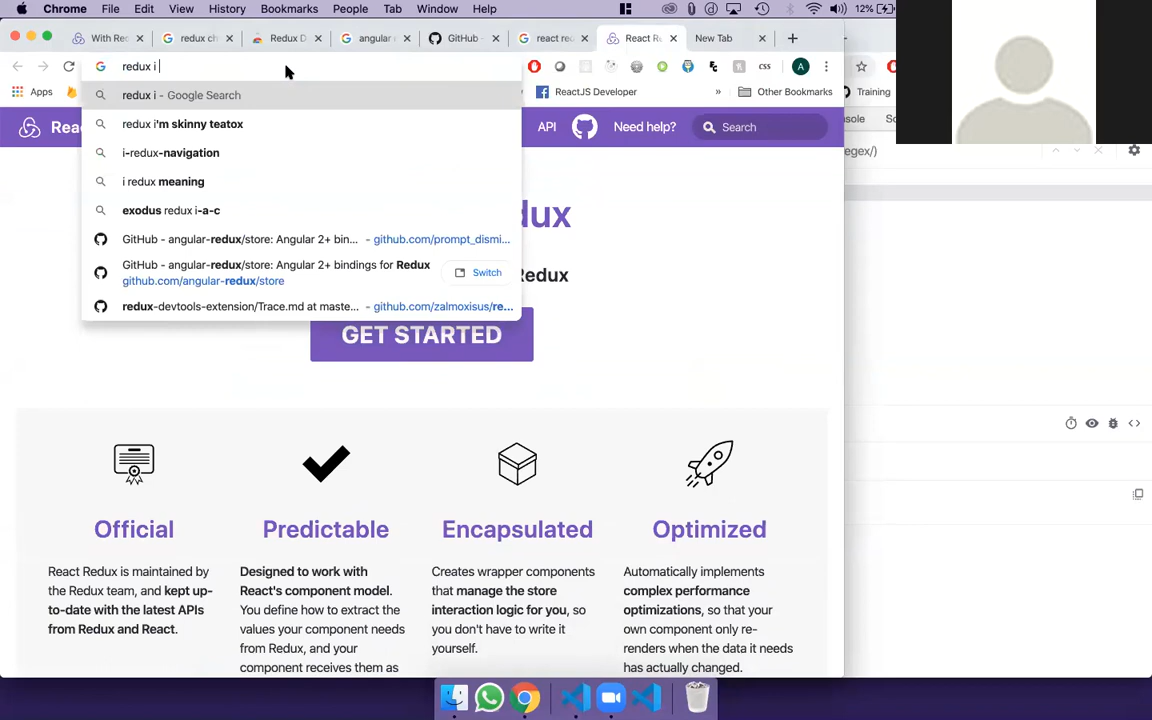 Chrome File Edit View History Bookmarks People Tab Window Help 12%
With Re
redux ch
Redux D
angular
GitHub -
react re
React R
New Tab
redux i
CSS
A
Apps
ReactJS Developer
»
Other Bookmarks
Training
redux i - Google Search
redux i'm skinny teatox
i-redux-navigation
i redux meaning
exodus redux i-a-c
GitHub - angular-redux/store: Angular 2+ bin... - github.com/prompt_dismi...
GitHub - angular-redux/store: Angular 2+ bindings for Redux
github.com/angular-redux/store
Switch
redux-devtools-extension/Trace.md at maste... - github.com/zalmoxisus/re...
Rea
API
Need help?
Search
nsole
So
egex/)
dux
Redux
GET STARTED
Official
React Redux is maintained by
the Redux team, and kept up-
to-date with the latest APIs
from Redux and React.
Predictable
Designed to work with
React's component model.
You define how to extract the
values your component needs
from Redux, and your
component receives them as
Encapsulated
Creates wrapper components
that manage the store
interaction logic for you, so
you don't have to write it
yourself.
Optimized
Automatically implements
complex performance
optimizations, so that your
own component only re-
renders when the data it needs
has actually changed.